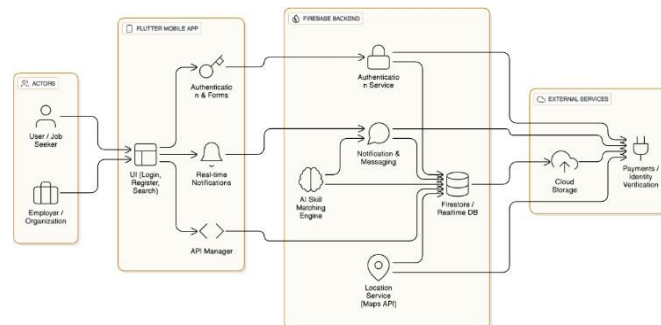 ACTORS
User / Job
Seeker
Employer /
Organization
FLUTTER MOBILE APP
UI (Login,
Register,
Search)
Authenticatio
n & Forms
Real-time
Notifications
API Manager
FIREBASE BACKEND
Authenticatio
n Service
Notification &
Messaging
AI Skill
Matching
Engine
Firestore /
Realtime DB
Location
Service
(Maps API)
EXTERNAL SERVICES
Cloud
Storage
Payments /
Identity
Verification